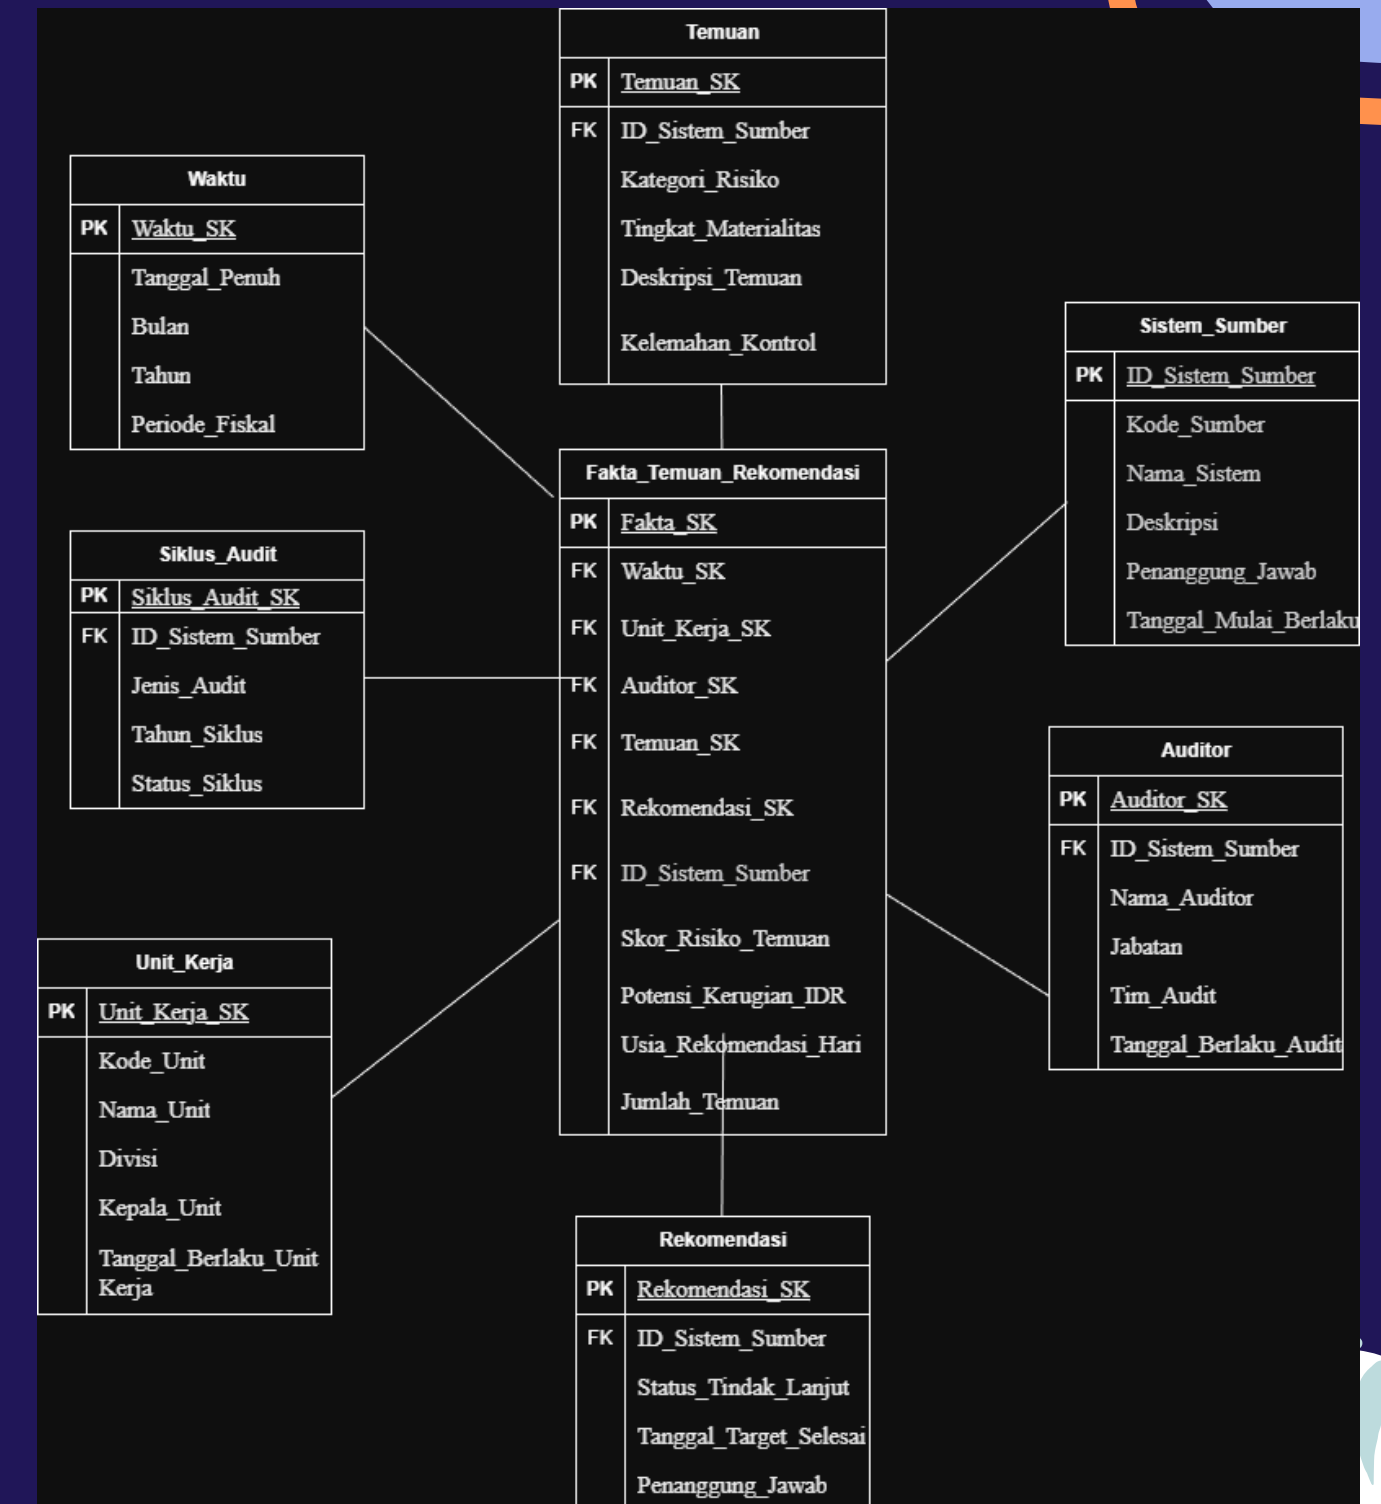 Temuan
PK Temuan_SK
FK ID_Sistem_Sumber
Kategori_Risiko
Tingkat_Materialitas
Deskripsi_Temuan
Kelemahan_Kontrol
Waktu
PK Waktu_SK
Tanggal_Penuh
Bulan
Tahun
Periode_Fiskal
Sistem_Sumber
PK ID_Sistem_Sumber
Kode_Sumber
Nama_Sistem
Deskripsi
Penanggung_Jawab
Tanggal_Mulai_Berlaku
Fakta_Temuan_Rekomendasi
PK Fakta_SK
FK Waktu_SK
FK Unit_Kerja_SK
FK Auditor_SK
FK Temuan_SK
FK Rekomendasi_SK
FK ID_Sistem_Sumber
Skor_Risiko_Temuan
Potensi_Kerugian_IDR
Usia_Rekomendasi_Hari
Jumlah_Temuan
Siklus_Audit
PK Siklus_Audit_SK
FK ID_Sistem_Sumber
Jenis_Audit
Tahun_Siklus
Status_Siklus
Auditor
PK Auditor_SK
FK ID_Sistem_Sumber
Nama_Auditor
Jabatan
Tim_Audit
Tanggal_Berlaku_Audit
Unit_Kerja
PK Unit_Kerja_SK
Kode_Unit
Nama_Unit
Divisi
Kepala_Unit
Tanggal_Berlaku_Unit
Kerja
Rekomendasi
PK Rekomendasi_SK
FK ID_Sistem_Sumber
Status_Tindak_Lanjut
Tanggal_Target_Selesai
Penanggung_Jawab